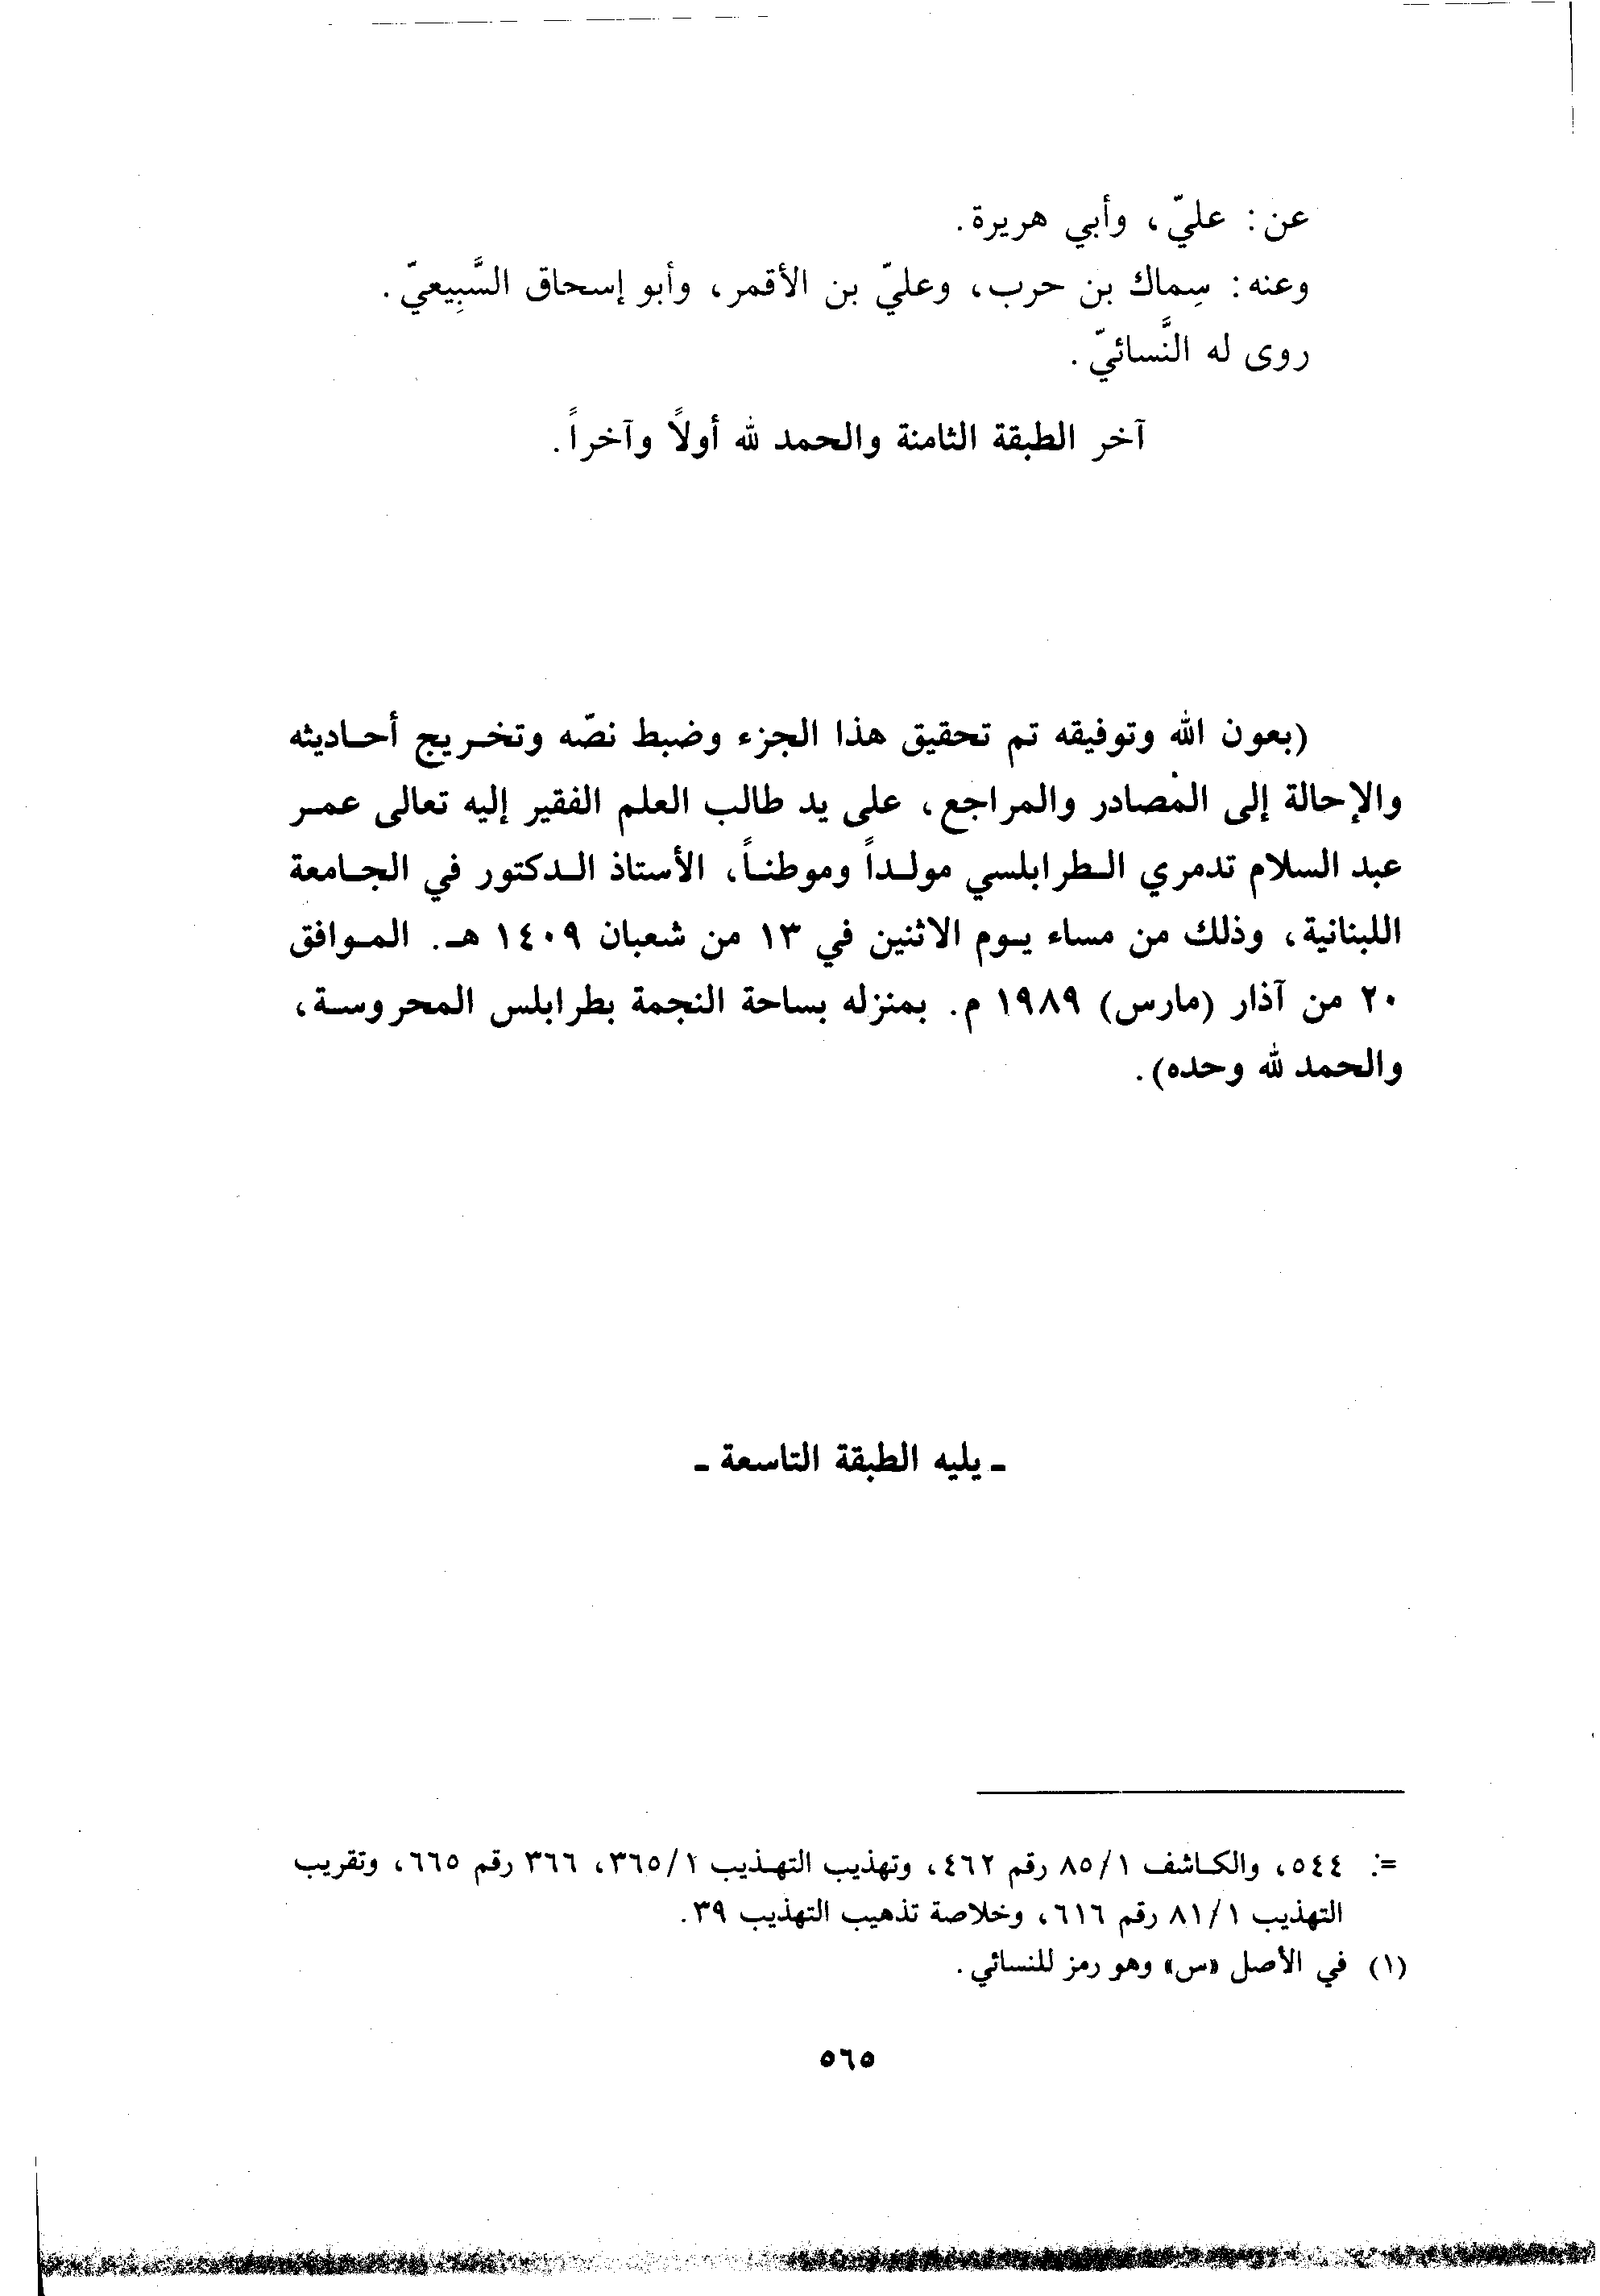 عن: عليّ، وأبي هريرة.
وعنه: سِماك بن حرب، وعليّ بن الأقمر، وأبو إسحاق السَّبِيعيّ.
روى له النَّسائيّ.
آخر الطبقة الثامنة والحمد لله أولاً وآخراً.
(بعون الله وتوفيقه تم تحقيق هذا الجزء وضبط نصّه وتخريج أحاديثه
والإحالة إلى المصادر والمراجع، على يد طالب العلم الفقير إليه تعالى عمر
عبد السلام تدمري الطرابلسي مولداً وموطناً، الأستاذ الدكتور في الجامعة
اللبنانية، وذلك من مساء يوم الاثنين في ١٣ من شعبان ١٤٠٩ هـ. الموافق
٢٠ من آذار (مارس) ١٩٨٩ م. بمنزله بساحة النجمة بطرابلس المحروسة،
والحمد لله وحده).
ـ يليه الطبقة التاسعة ـ
=: ٥٤٤، والكاشف ٨٥/١ رقم ٤٦٢، وتهذيب التهذيب ٣٦٥/١، ٣٦٦ رقم ٦٦٥، وتقريب
التهذيب ٨١/١ رقم ٦١٦، وخلاصة تذهيب التهذيب ٣٩.
(١) في الأصل «س» وهو رمز للنسائي.
٥٦٥